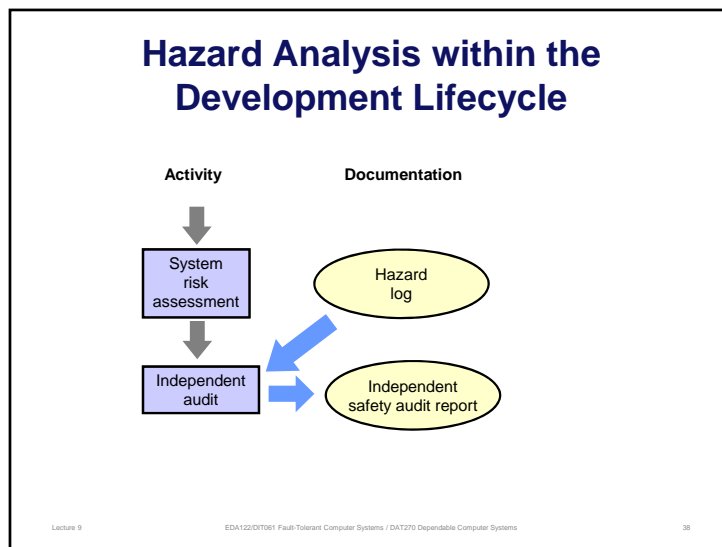 Hazard Analysis within the
Development Lifecycle
Activity
Documentation
System
risk
assessment
Hazard
log
Independent
audit
Independent
safety audit report
Lecture 9
EDA122/DIT061 Fault-Tolerant Computer Systems / DAT270 Dependable Computer Systems
38